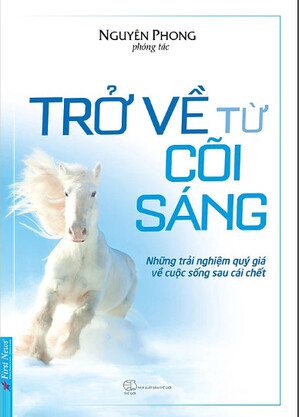 NGUYÊN PHONG
phóng tác
TRỞ VỀ TỪ
CÕI
SÁNG
Những trải nghiệm quý giá
về cuộc sống sau cái chết
First News